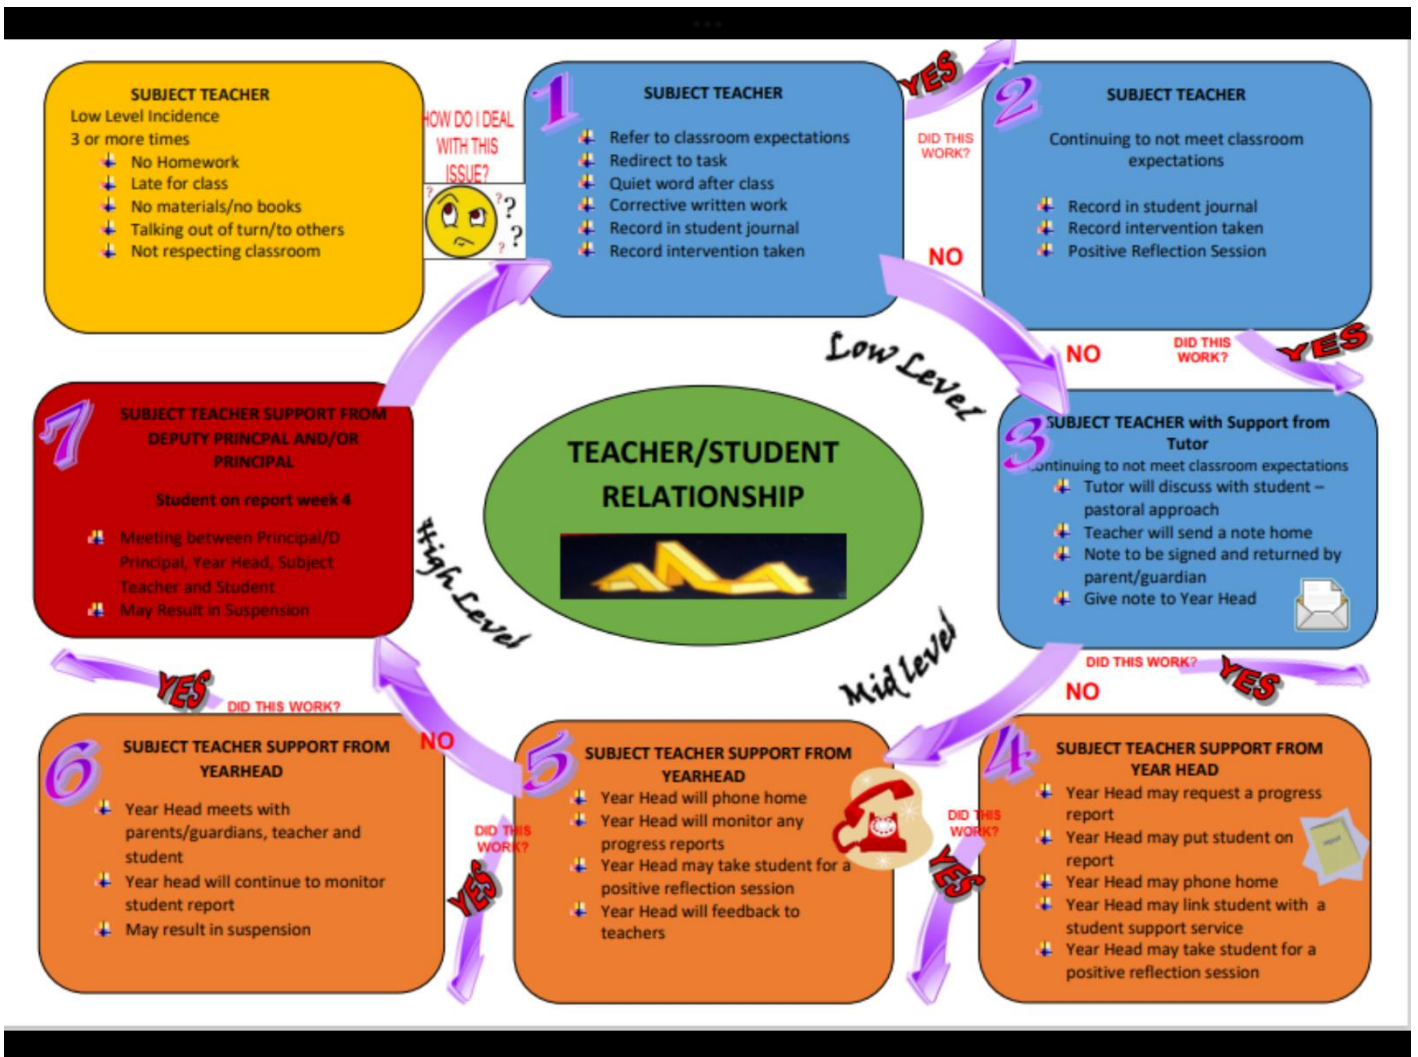 SUBJECT TEACHER
Low Level Incidence
3 or more times
No Homework
Late for class
No materials/no books
Talking out of turn/to others
Not respecting classroom
HOW DO I DEAL
WITH THIS
ISSUE?
? ? ? ? ? ?
1
SUBJECT TEACHER
Refer to classroom expectations
Redirect to task
Quiet word after class
Corrective written work
Record in student journal
Record intervention taken
YES
DID THIS
WORK?
NO
2
SUBJECT TEACHER
Continuing to not meet classroom
expectations
Record in student journal
Record intervention taken
Positive Reflection Session
Low Level
NO
DID THIS
WORK?
YES
3
SUBJECT TEACHER with Support from
Tutor
Continuing to not meet classroom expectations
Tutor will discuss with student –
pastoral approach
Teacher will send a note home
Note to be signed and returned by
parent/guardian
Give note to Year Head
TEACHER/STUDENT
RELATIONSHIP
Mid level
DID THIS WORK?
YES
NO
4
SUBJECT TEACHER SUPPORT FROM
YEAR HEAD
Year Head may request a progress
report
Year Head may put student on
report
Year Head may phone home
Year Head may link student with a
student support service
Year Head may take student for a
positive reflection session
report
DID THIS
WORK?
YES
5
SUBJECT TEACHER SUPPORT FROM
YEARHEAD
Year Head will phone home
Year Head will monitor any
progress reports
Year Head may take student for a
positive reflection session
Year Head will feedback to
teachers
DID THIS
WORK?
YES
NO
6
SUBJECT TEACHER SUPPORT FROM
YEARHEAD
Year Head meets with
parents/guardians, teacher and
student
Year head will continue to monitor
student report
May result in suspension
YES
DID THIS WORK?
High Level
7
SUBJECT TEACHER SUPPORT FROM
DEPUTY PRINCPAL AND/OR
PRINCIPAL
Student on report week 4
Meeting between Principal/D
Principal, Year Head, Subject
Teacher and Student
May Result in Suspension